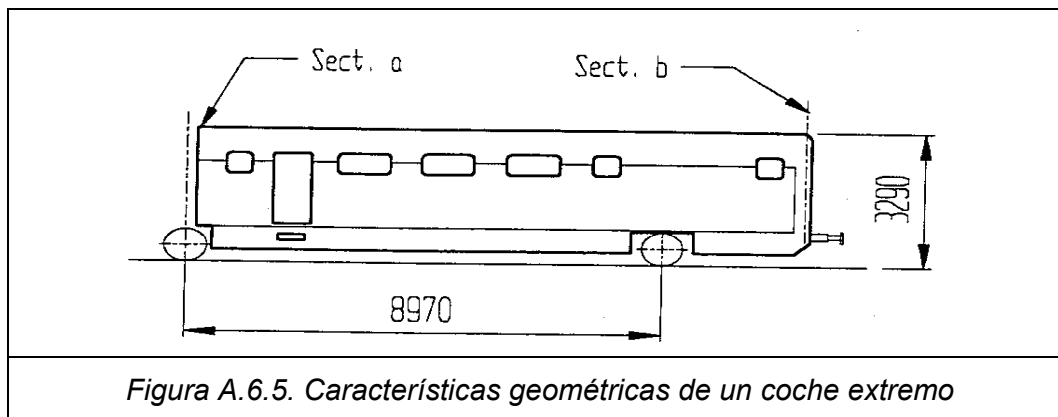 Sect. a
Sect. b
3290
8970
Figura A.6.5. Características geométricas de un coche extremo